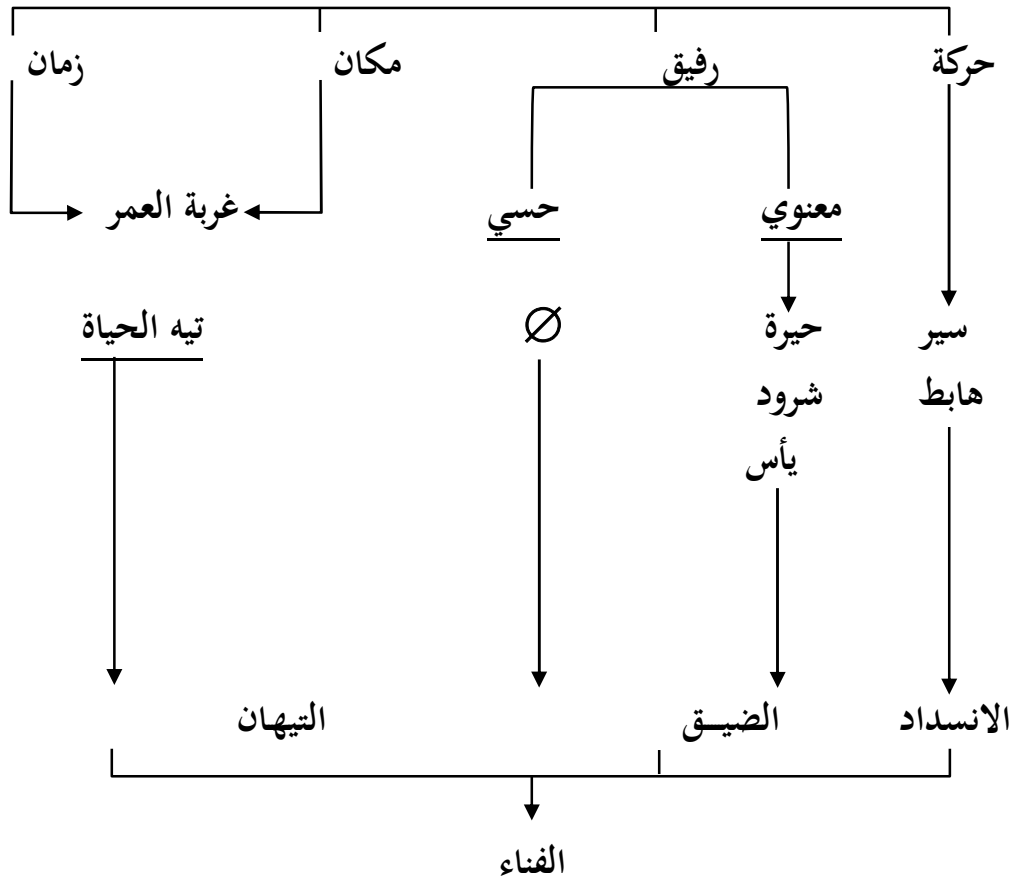 حركة رفيق مكان زمان
معنوي حسي غربة العمر
سير حيرة ∅ تيه الحياة
هابط شرود
يأس
الانسداد الضيــق التيهان
الفناء